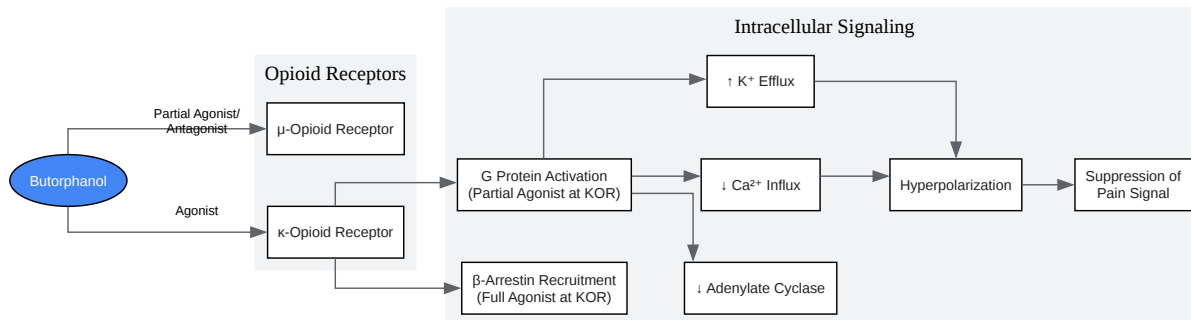 Intracellular Signaling
Opioid Receptors
↑ K⁺ Efflux
Partial Agonist/
Antagonist
μ-Opioid Receptor
Butorphanol
G Protein Activation
(Partial Agonist at KOR)
↓ Ca²⁺ Influx
Hyperpolarization
Suppression of
Pain Signal
Agonist
κ-Opioid Receptor
β-Arrestin Recruitment
(Full Agonist at KOR)
↓ Adenylate Cyclase